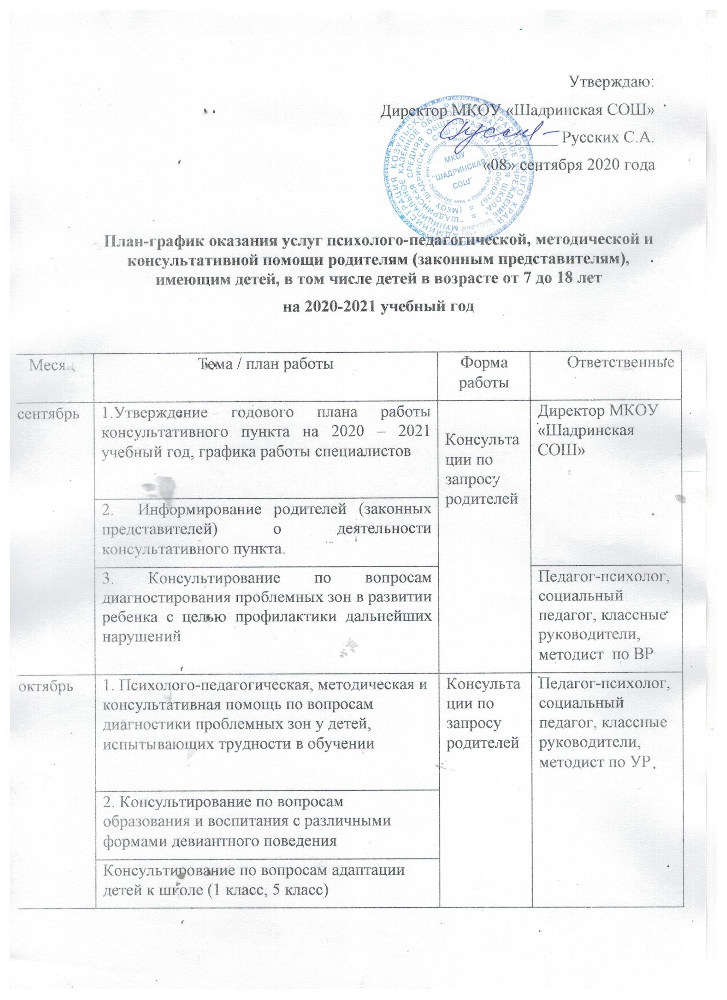 Утверждаю:
Директор МКОУ «Шадринская СОШ»
Русских С.А.
«08» сентября 2020 года
МКОУ
"ШАДРИНСКАЯ
СОШ"
План-график оказания услуг психолого-педагогической, методической и
консультативной помощи родителям (законным представителям),
имеющим детей, в том числе детей в возрасте от 7 до 18 лет
на 2020-2021 учебный год
Месяц
Тема / план работы
Форма
работы
Ответственные
сентябрь
1.Утверждение годового плана работы
консультативного пункта на 2020 – 2021
учебный год, графика работы специалистов
Консульта
ции по
запросу
родителей
Директор МКОУ
«Шадринская
СОШ»
2. Информирование родителей (законных
представителей) о деятельности
консультативного пункта.
3. Консультирование по вопросам
диагностирования проблемных зон в развитии
ребенка с целью профилактики дальнейших
нарушений
Педагог-психолог,
социальный
педагог, классные
руководители,
методист по ВР
октябрь
1. Психолого-педагогическая, методическая и
консультативная помощь по вопросам
диагностики проблемных зон у детей,
испытывающих трудности в обучении
Консульта
ции по
запросу
родителей
Педагог-психолог,
социальный
педагог, классные
руководители,
методист по УР.
2. Консультирование по вопросам
образования и воспитания с различными
формами девиантного поведения
Консультирование по вопросам адаптации
детей к школе (1 класс, 5 класс)